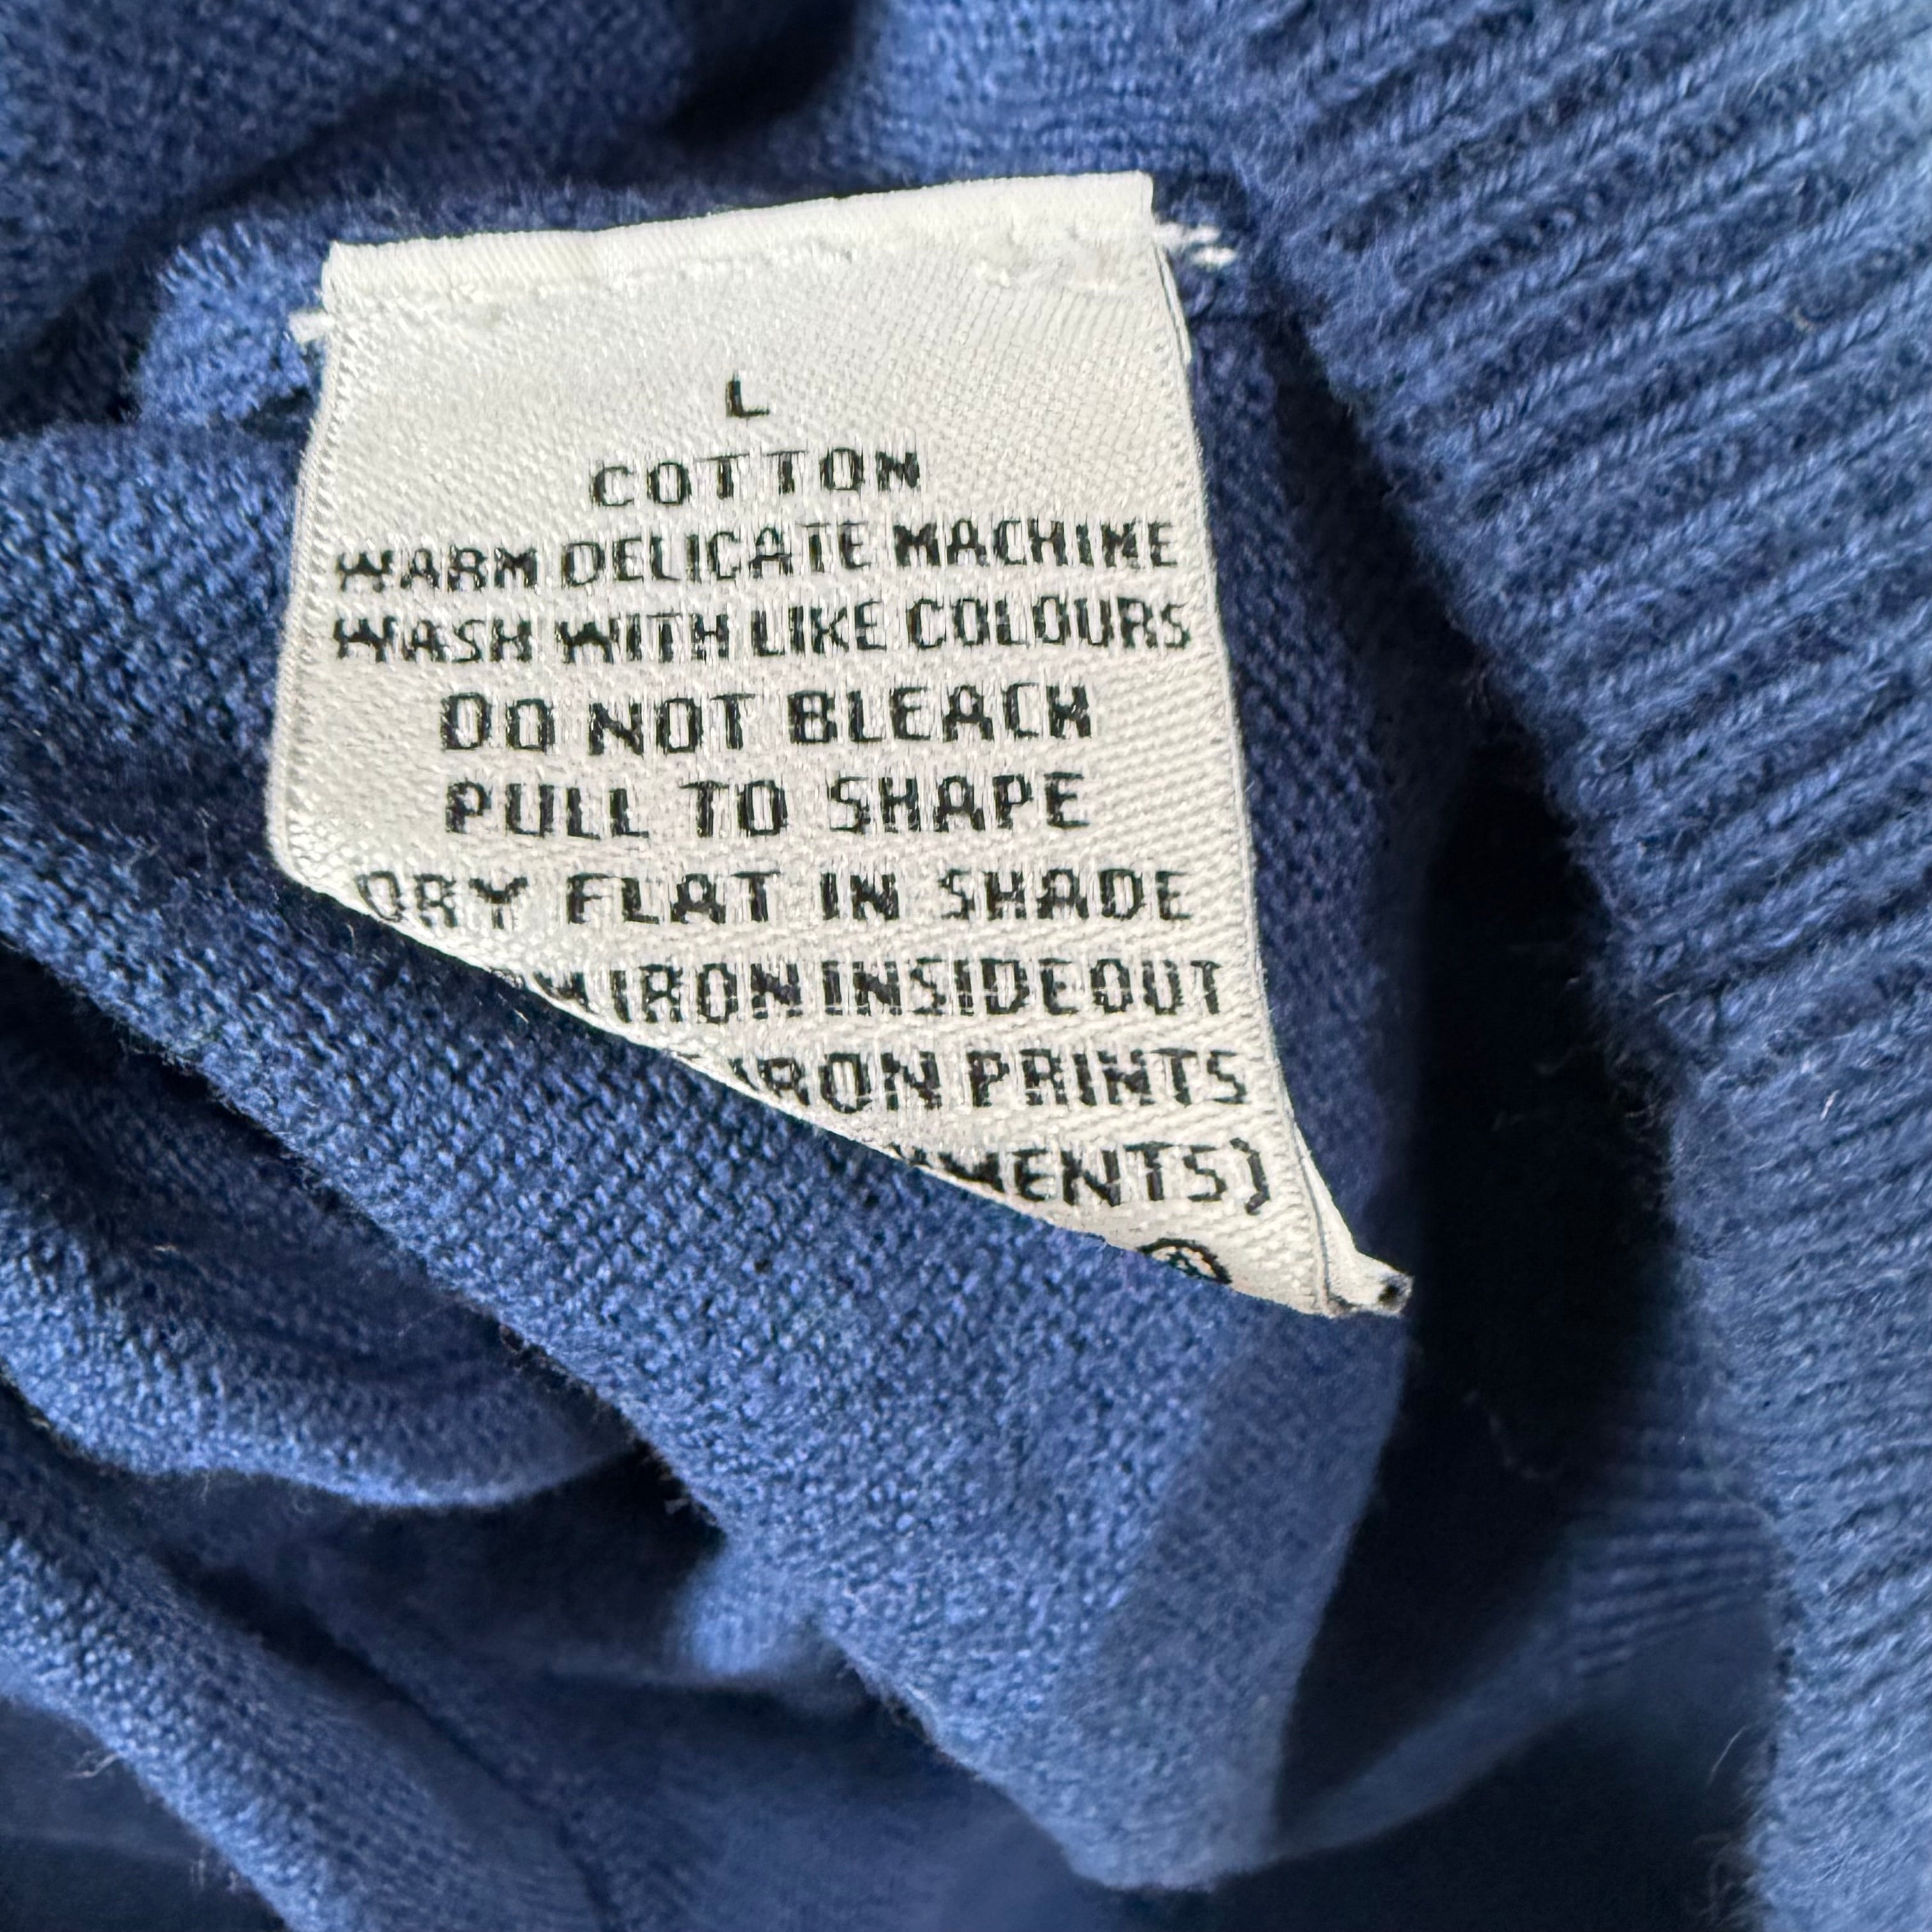 L
COTTON
WARM DELICATE MACHINE
WASH WITH LIKE COLOURS
DO NOT BLEACH
PULL TO SHAPE
DRY FLAT IN SHADE
IRON INSIDEOUT
IRON PRINTS